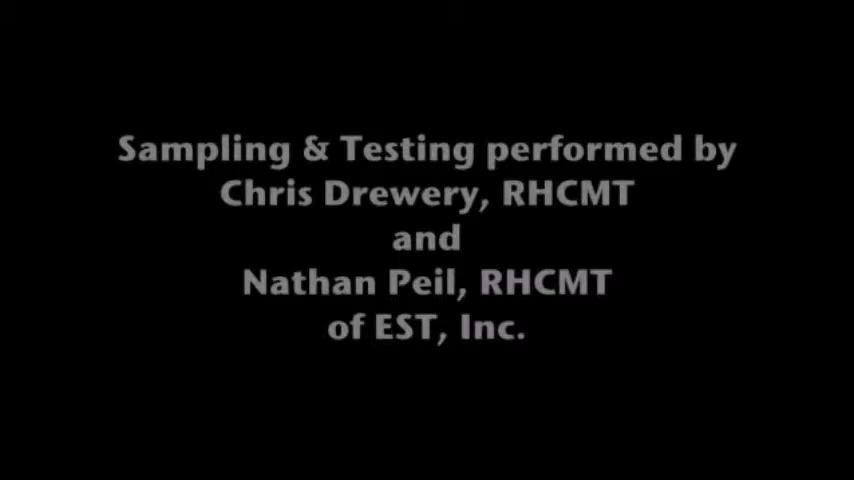 Sampling & Testing performed by
Chris Drewery, RHCMT
and
Nathan Peil, RHCMT
of EST, Inc.